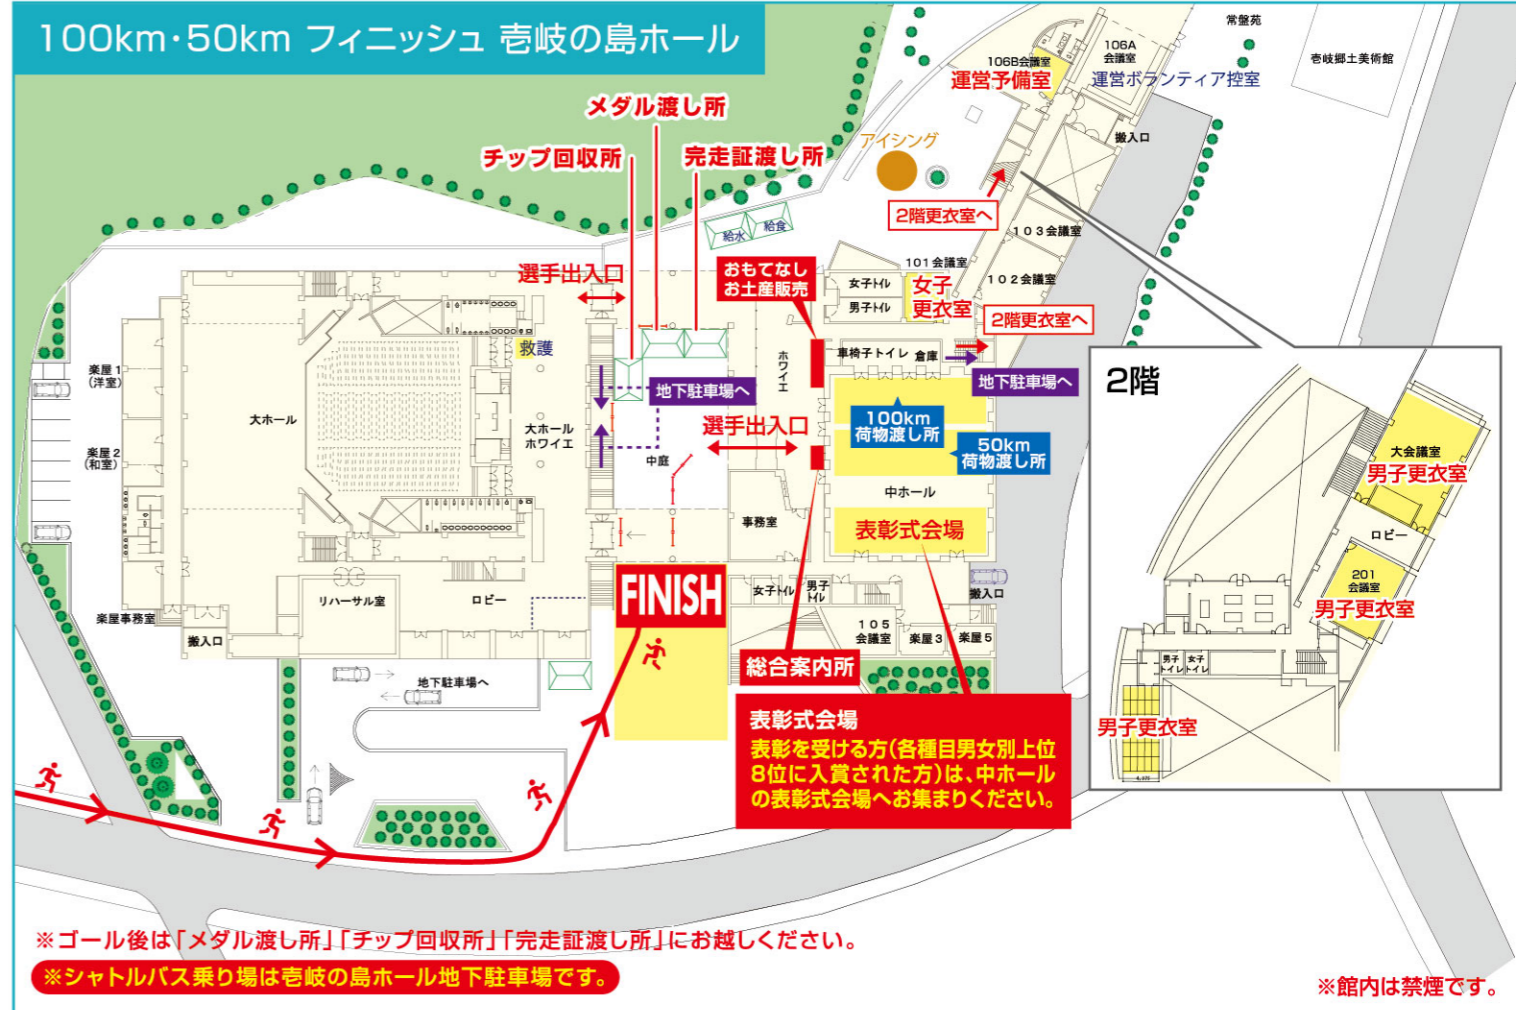 100km・50km フィニッシュ 壱岐の島ホール
常盤苑
106A
会議室
106B会議室
運営予備室
運営ボランティア控室
壱岐郷土美術館
メダル渡し所
チップ回収所
完走証渡し所
アイシング
搬入口
2階更衣室へ
給水
給食
103会議室
選手出入口
おもてなし
お土産販売
101会議室
女子トイレ
男子トイレ
女子
更衣室
102会議室
2階更衣室へ
救護
ホワイエ
車椅子トイレ
倉庫
地下駐車場へ
地下駐車場へ
楽屋1
(洋室)
大ホール
大ホール
ホワイエ
選手出入口
100km
荷物渡し所
50km
荷物渡し所
楽屋2
(和室)
中庭
中ホール
事務室
表彰式会場
2階
大会議室
男子更衣室
ロビー
201
会議室
男子更衣室
男子
トイレ
女子
トイレ
男子更衣室
FINISH
リハーサル室
ロビー
女子トイレ
男子
トイレ
搬入口
楽屋事務室
搬入口
105
会議室
楽屋3
楽屋5
総合案内所
地下駐車場へ
表彰式会場
表彰を受ける方(各種目男女別上位
8位に入賞された方)は、中ホール
の表彰式会場へお集まりください。
※ゴール後は「メダル渡し所」「チップ回収所」「完走証渡し所」にお越しください。
※シャトルバス乗り場は壱岐の島ホール地下駐車場です。
※館内は禁煙です。